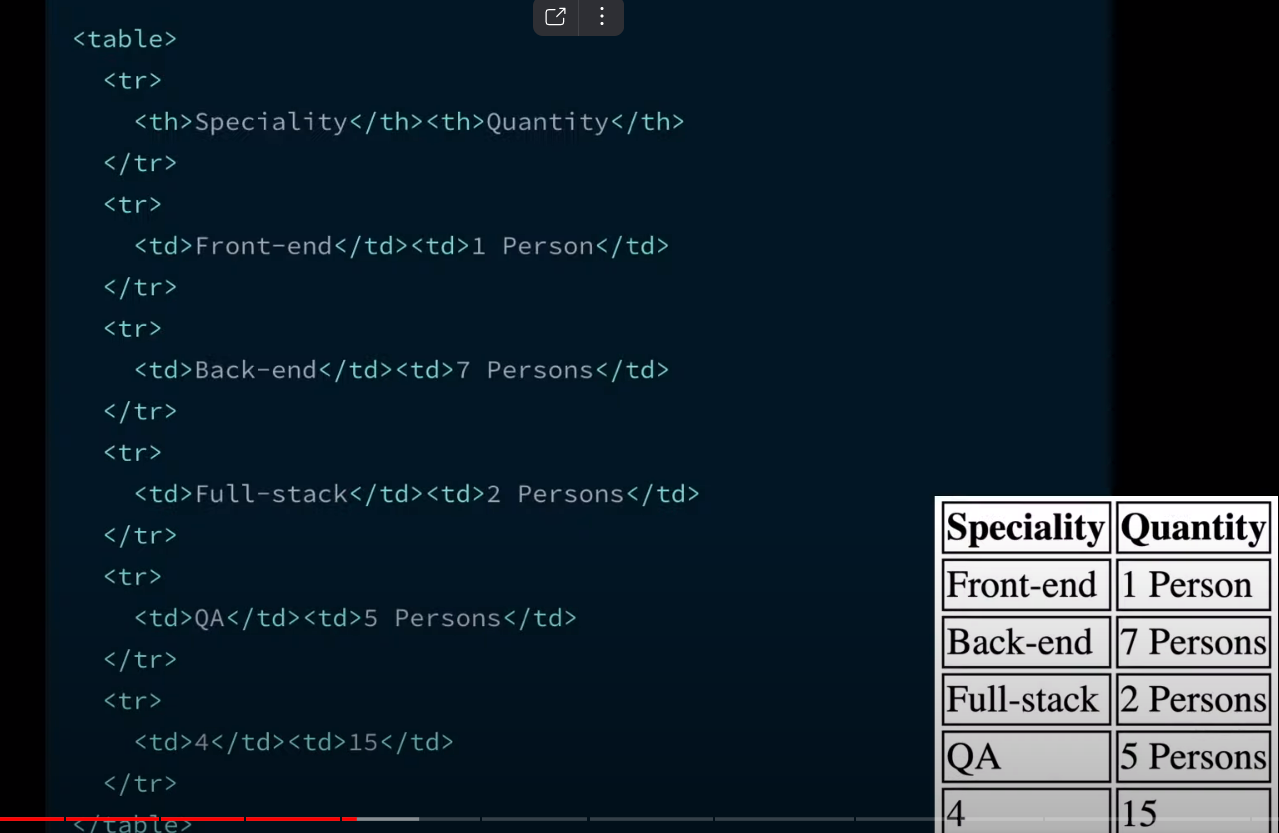 <table>
<tr>
<th>Speciality</th><th>Quantity</th>
</tr>
<tr>
<td>Front-end</td><td>1 Person</td>
</tr>
<tr>
<td>Back-end</td><td>7 Persons</td>
</tr>
<tr>
<td>Full-stack</td><td>2 Persons</td>
</tr>
<tr>
<td>QA</td><td>5 Persons</td>
</tr>
<tr>
<td>4</td><td>15</td>
</tr>
</table>
Speciality Quantity
Front-end 1 Person
Back-end 7 Persons
Full-stack 2 Persons
QA 5 Persons
4 15